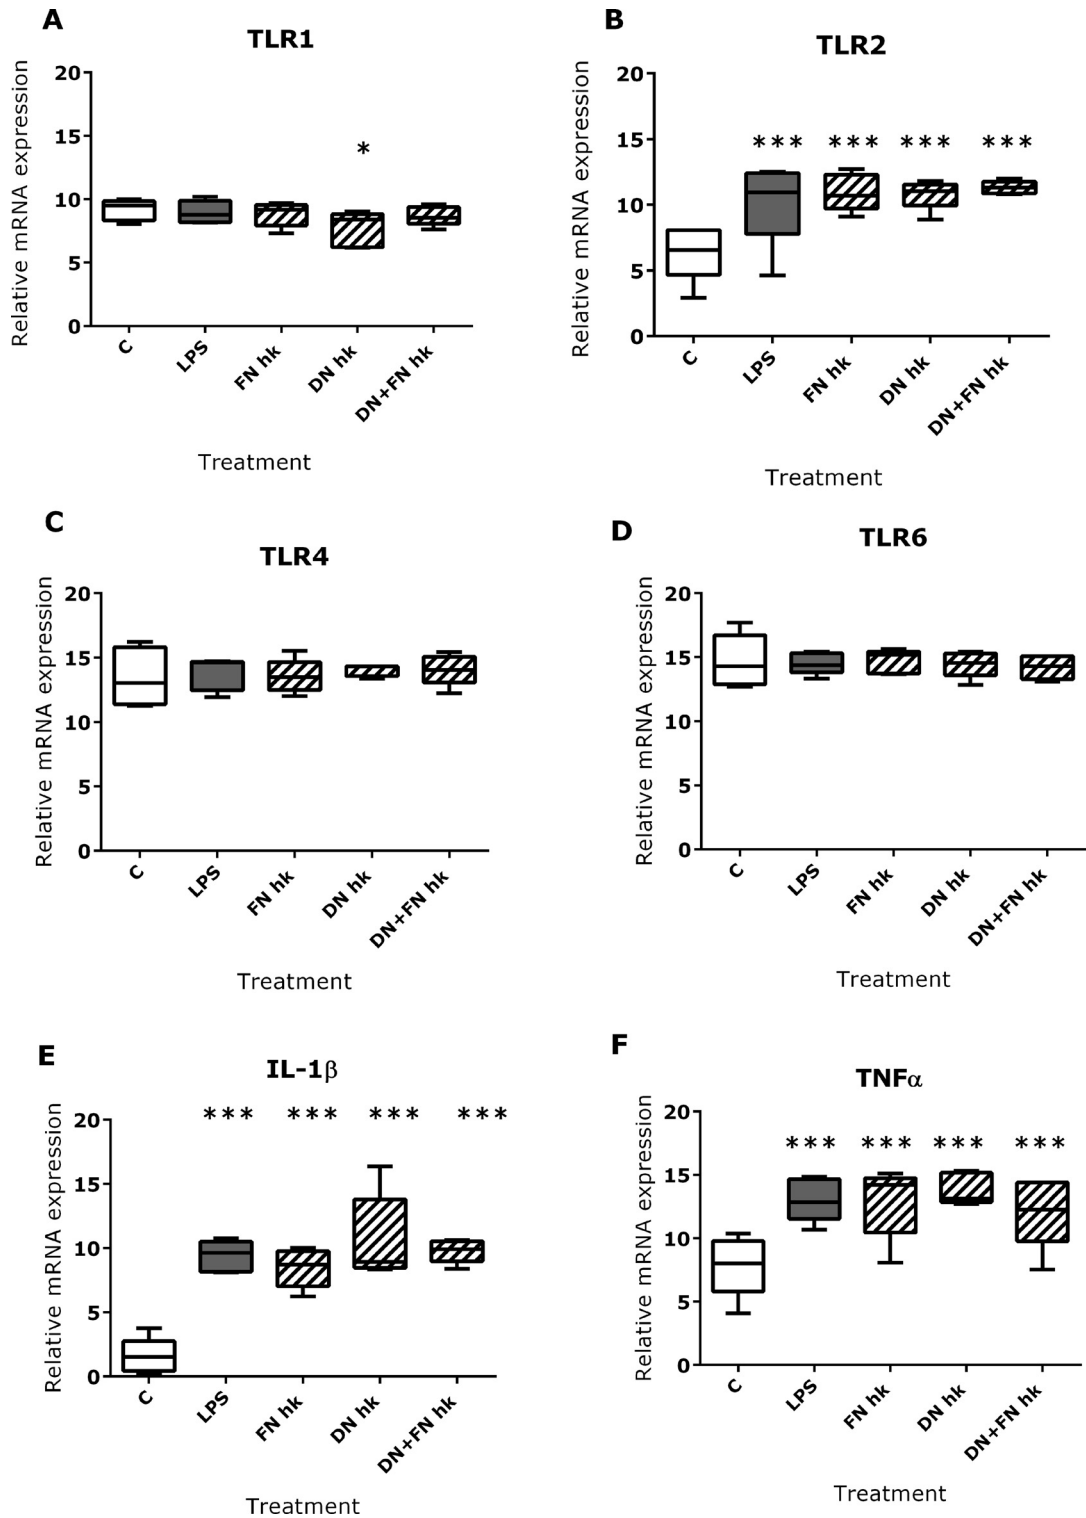 A
TLR1
Relative mRNA expression
20
15
10
5
0
*
C
LPS
FN hk
DN hk
DN+FN hk
Treatment
B
TLR2
Relative mRNA expression
20
15
10
5
0
*** *** *** ***
C
LPS
FN hk
DN hk
DN+FN hk
Treatment
C
TLR4
Relative mRNA expression
20
15
10
5
0
C
LPS
FN hk
DN hk
DN+FN hk
Treatment
D
TLR6
Relative mRNA expression
20
15
10
5
0
C
LPS
FN hk
DN hk
DN+FN hk
Treatment
E
IL-1β
Relative mRNA expression
20
15
10
5
0
*** *** *** ***
C
LPS
FN hk
DN hk
DN+FN hk
Treatment
F
TNFα
Relative mRNA expression
20
15
10
5
0
*** *** *** ***
C
LPS
FN hk
DN hk
DN+FN hk
Treatment